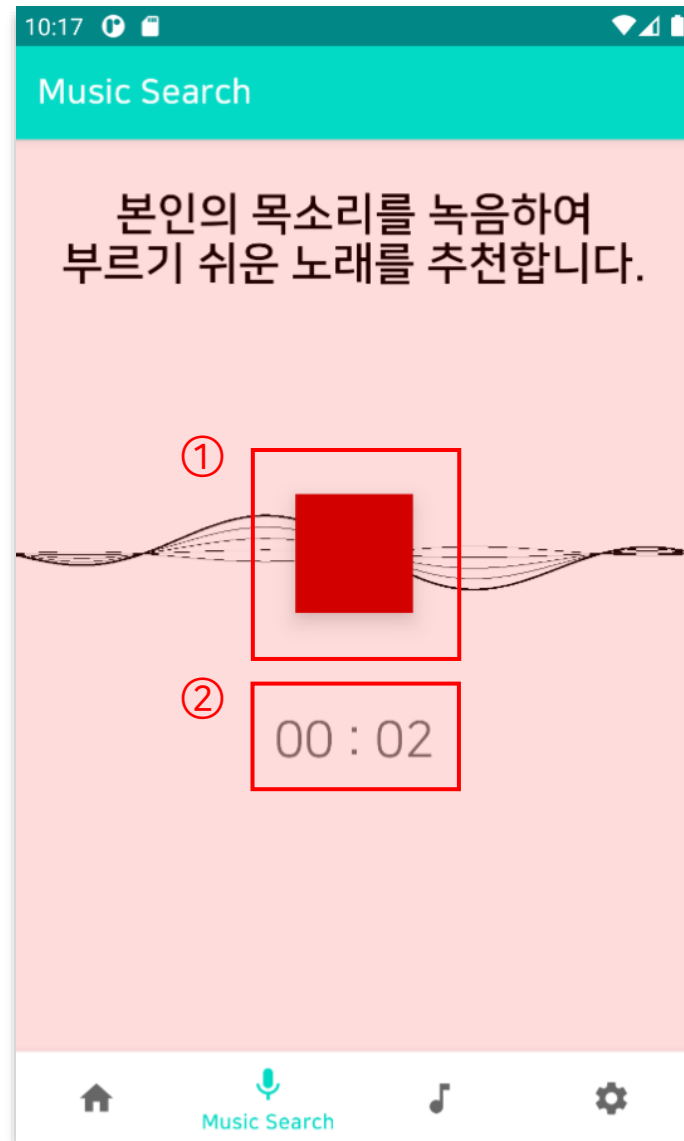 10:17
Music Search
본인의 목소리를 녹음하여
부르기 쉬운 노래를 추천합니다.
①
②
00 : 02
Music Search